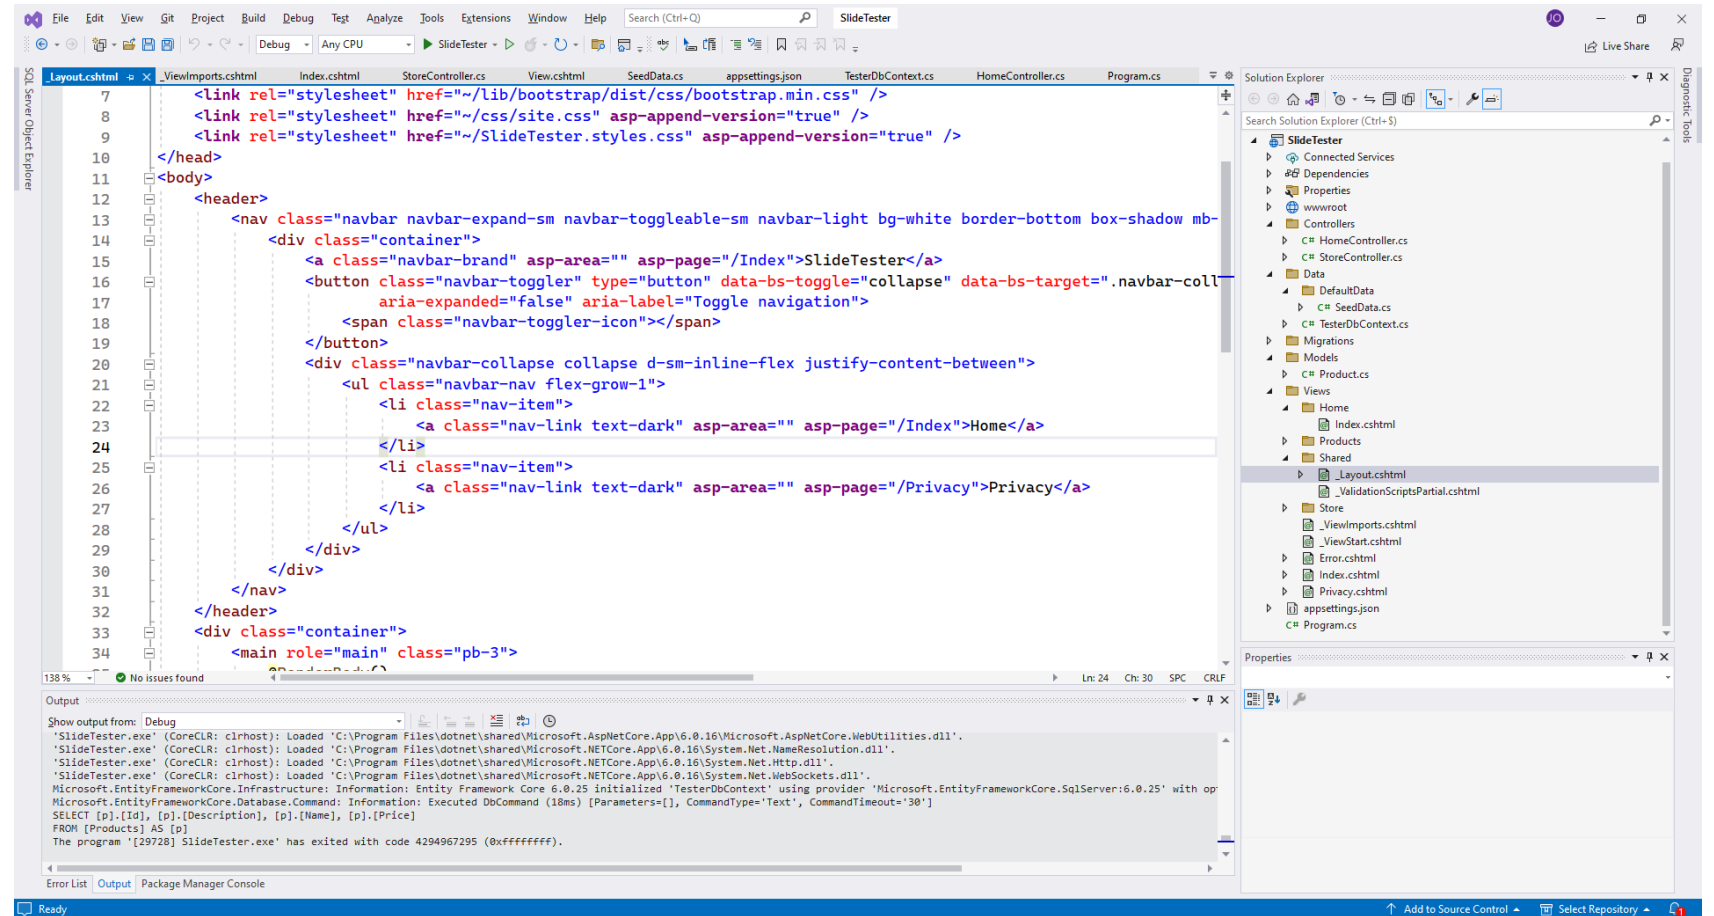 File Edit View Git Project Build Debug Test Analyze Tools Extensions Window Help Search (Ctrl+Q) SlideTester JO
Debug Any CPU SlideTester Live Share
SQL Server Object Explorer
_Layout.cshtml _ViewImports.cshtml Index.cshtml StoreController.cs View.cshtml SeedData.cs appsettings.json TesterDbContext.cs HomeController.cs Program.cs
7 <link rel="stylesheet" href="~/lib/bootstrap/dist/css/bootstrap.min.css" />
8 <link rel="stylesheet" href="~/css/site.css" asp-append-version="true" />
9 <link rel="stylesheet" href="~/SlideTester.styles.css" asp-append-version="true" />
10 </head>
11 <body>
12 <header>
13 <nav class="navbar navbar-expand-sm navbar-toggleable-sm navbar-light bg-white border-bottom box-shadow mb-
14 <div class="container">
15 <a class="navbar-brand" asp-area="" asp-page="/Index">SlideTester</a>
16 <button class="navbar-toggler" type="button" data-bs-toggle="collapse" data-bs-target=".navbar-coll
17 aria-expanded="false" aria-label="Toggle navigation">
18 <span class="navbar-toggler-icon"></span>
19 </button>
20 <div class="navbar-collapse collapse d-sm-inline-flex justify-content-between">
21 <ul class="navbar-nav flex-grow-1">
22 <li class="nav-item">
23 <a class="nav-link text-dark" asp-area="" asp-page="/Index">Home</a>
24 </li>
25 <li class="nav-item">
26 <a class="nav-link text-dark" asp-area="" asp-page="/Privacy">Privacy</a>
27 </li>
28 </ul>
29 </div>
30 </div>
31 </nav>
32 </header>
33 <div class="container">
34 <main role="main" class="pb-3">
138 % No issues found Ln: 24 Ch: 30 SPC CRLF
Output
Show output from: Debug
'SlideTester.exe' (CoreCLR: clrhost): Loaded 'C:\Program Files\dotnet\shared\Microsoft.AspNetCore.App\6.0.16\Microsoft.AspNetCore.WebUtilities.dll'.
'SlideTester.exe' (CoreCLR: clrhost): Loaded 'C:\Program Files\dotnet\shared\Microsoft.NETCore.App\6.0.16\System.Net.NameResolution.dll'.
'SlideTester.exe' (CoreCLR: clrhost): Loaded 'C:\Program Files\dotnet\shared\Microsoft.NETCore.App\6.0.16\System.Net.Http.dll'.
'SlideTester.exe' (CoreCLR: clrhost): Loaded 'C:\Program Files\dotnet\shared\Microsoft.NETCore.App\6.0.16\System.Net.WebSockets.dll'.
Microsoft.EntityFrameworkCore.Infrastructure: Information: Entity Framework Core 6.0.25 initialized 'TesterDbContext' using provider 'Microsoft.EntityFrameworkCore.SqlServer:6.0.25' with op
Microsoft.EntityFrameworkCore.Database.Command: Information: Executed DbCommand (18ms) [Parameters=[], CommandType='Text', CommandTimeout='30']
SELECT [p].[Id], [p].[Description], [p].[Name], [p].[Price]
FROM [Products] AS [p]
The program '[29728] SlideTester.exe' has exited with code 4294967295 (0xffffffff).
Error List Output Package Manager Console
Solution Explorer
Search Solution Explorer (Ctrl+$)
SlideTester
Connected Services
Dependencies
Properties
wwwroot
Controllers
C# HomeController.cs
C# StoreController.cs
Data
DefaultData
C# SeedData.cs
C# TesterDbContext.cs
Migrations
Models
C# Product.cs
Views
Home
Index.cshtml
Products
Shared
_Layout.cshtml
_ValidationScriptsPartial.cshtml
Store
_ViewImports.cshtml
_ViewStart.cshtml
Error.cshtml
Index.cshtml
Privacy.cshtml
appsettings.json
C# Program.cs
Properties
Diagnostic Tools
Ready Add to Source Control Select Repository 1